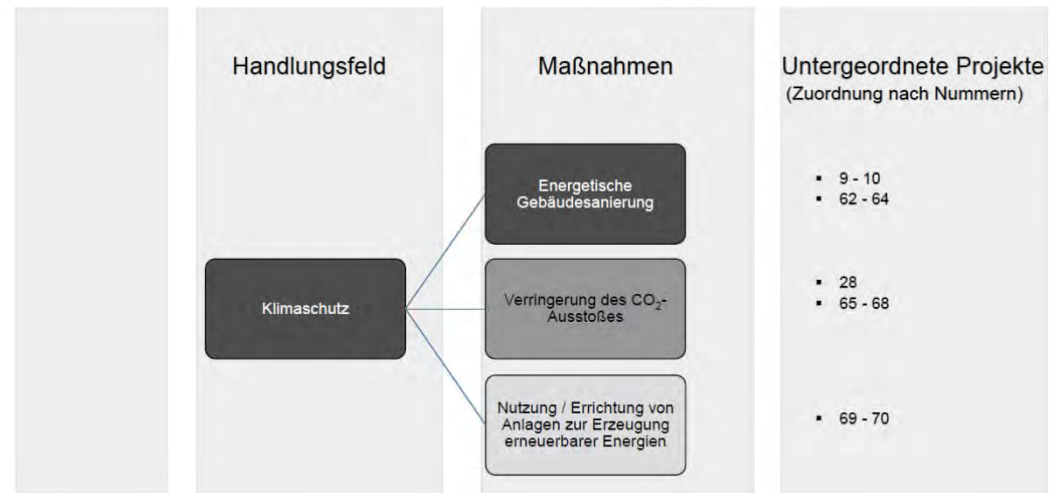 Handlungsfeld
Maßnahmen
Untergeordnete Projekte
(Zuordnung nach Nummern)
Klimaschutz
Energetische
Gebäudesanierung
▪ 9 - 10
▪ 62 - 64
Verringerung des CO₂-
Ausstoßes
▪ 28
▪ 65 - 68
Nutzung / Errichtung von
Anlagen zur Erzeugung
erneuerbarer Energien
▪ 69 - 70